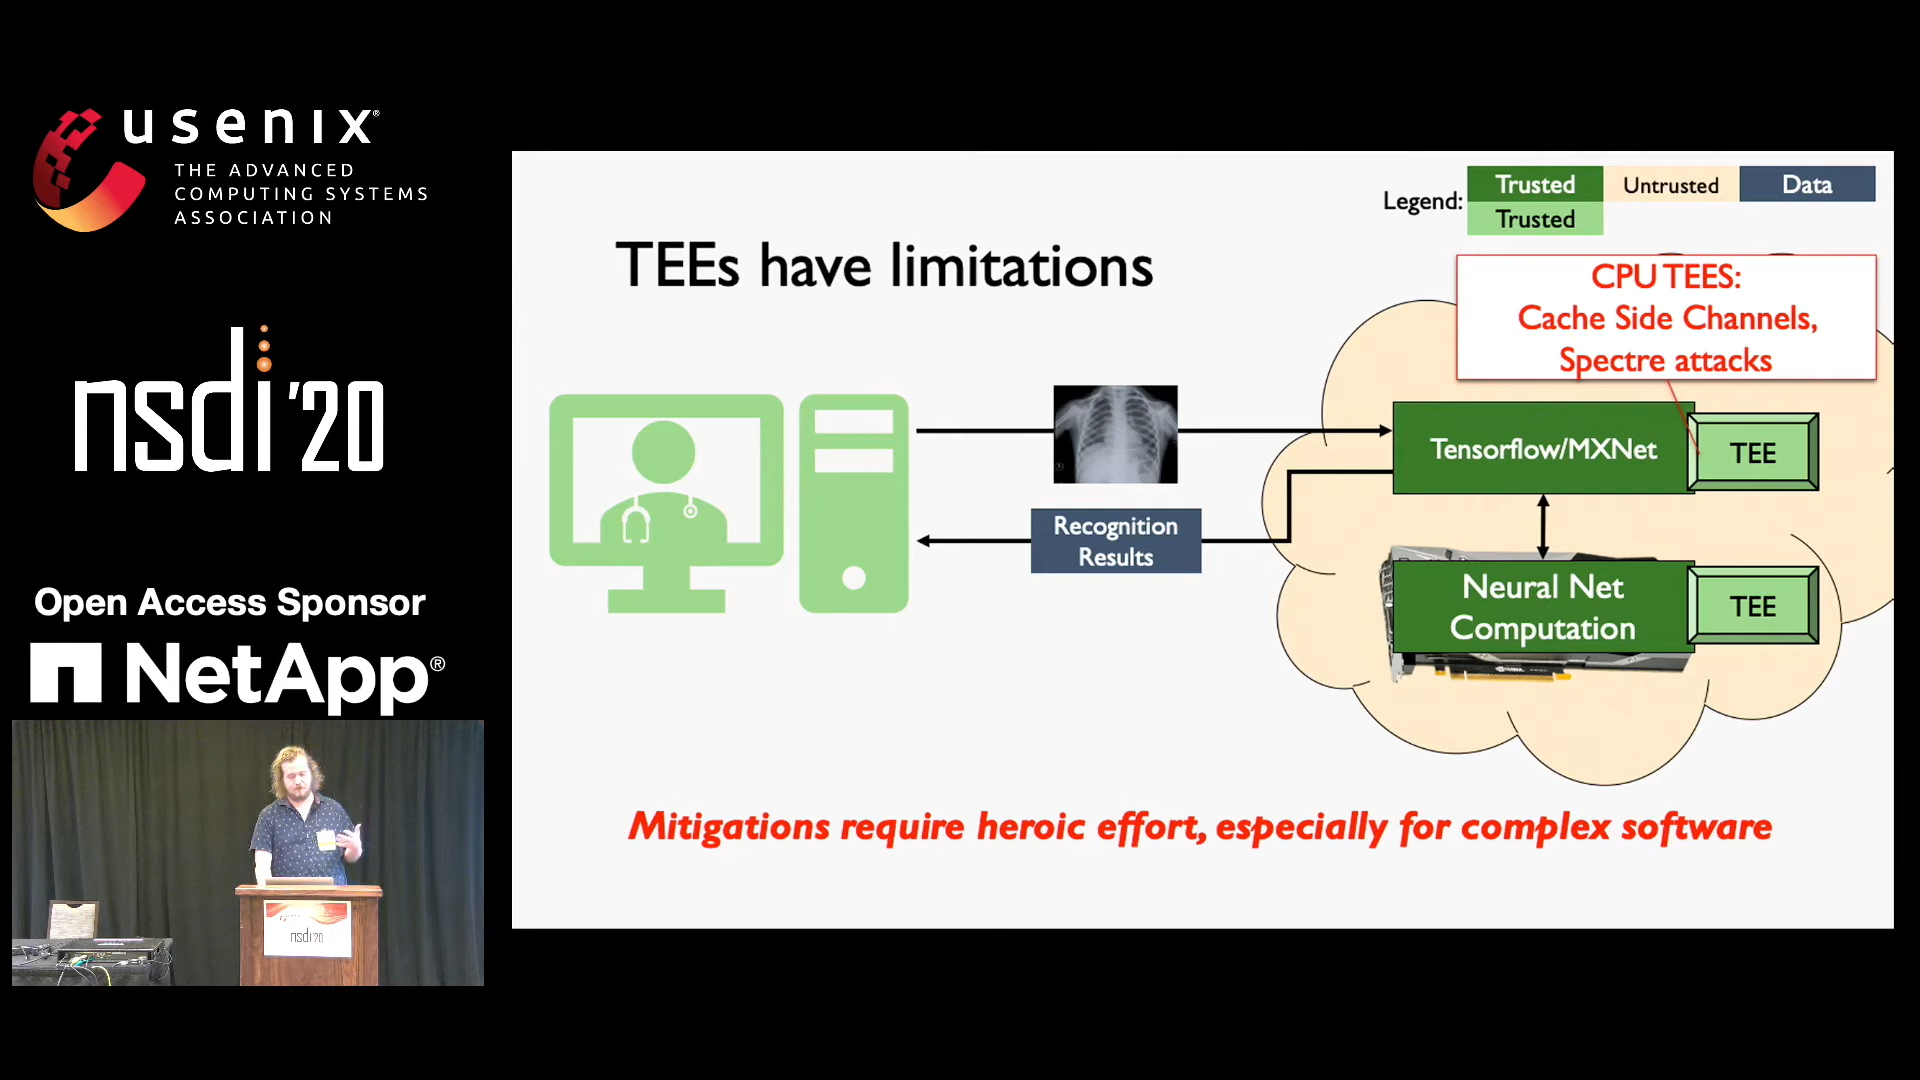 usenix®
THE ADVANCED
COMPUTING SYSTEMS
ASSOCIATION
nsdi '20
Open Access Sponsor
NetApp®
nsdi'20
Legend:
Trusted
Untrusted
Data
Trusted
TEEs have limitations
CPU TEES:
Cache Side Channels,
Spectre attacks
Tensorflow/MXNet
TEE
Recognition
Results
Neural Net
Computation
TEE
Mitigations require heroic effort, especially for complex software